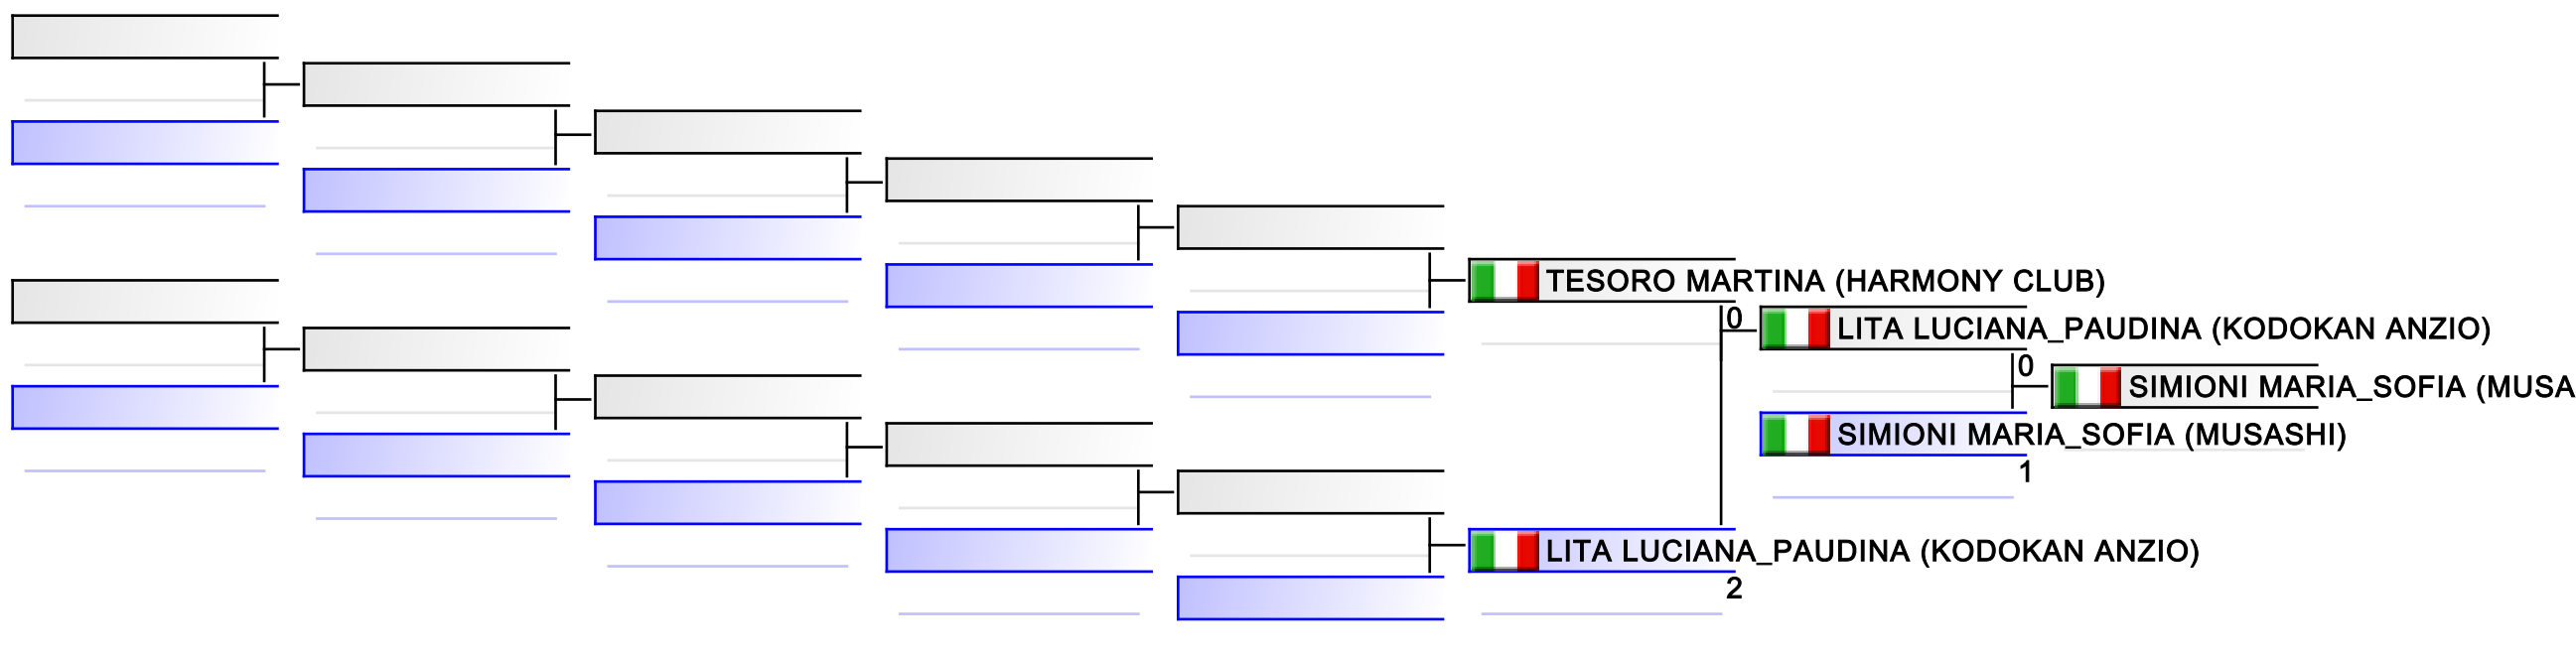 TESORO MARTINA (HARMONY CLUB)
0
LITA LUCIANA_PAUDINA (KODOKAN ANZIO)
0
SIMIONI MARIA_SOFIA (MUSA
SIMIONI MARIA_SOFIA (MUSASHI)
1
LITA LUCIANA_PAUDINA (KODOKAN ANZIO)
2